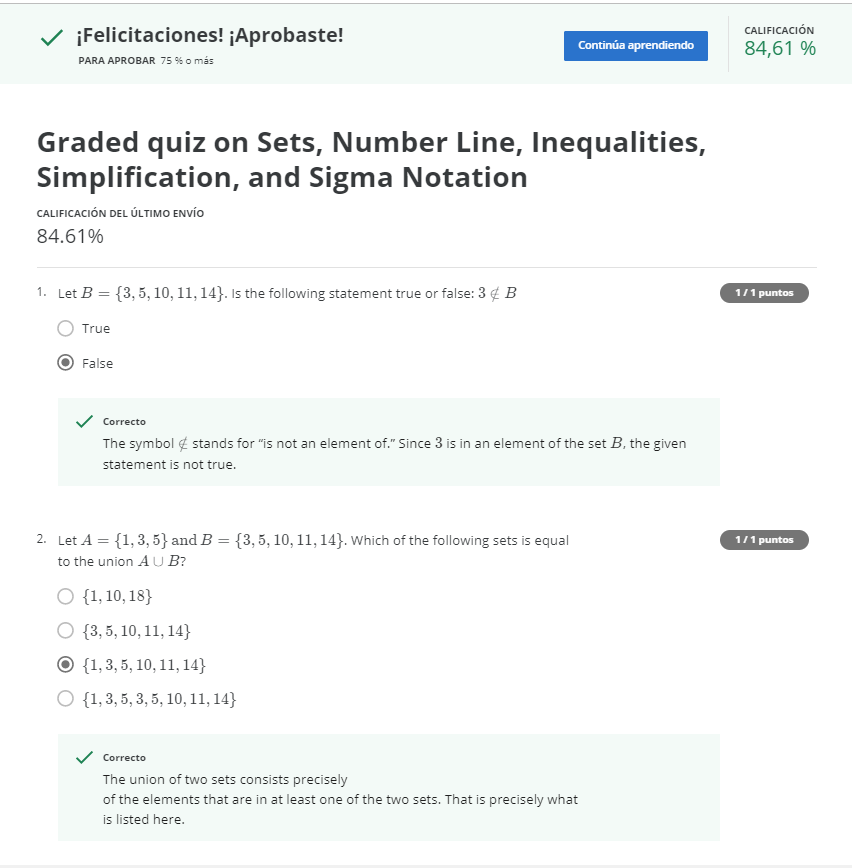 ¡Felicitaciones! ¡Aprobaste!
PARA APROBAR 75 % o más
Continúa aprendiendo
CALIFICACIÓN
84,61 %
Graded quiz on Sets, Number Line, Inequalities,
Simplification, and Sigma Notation
CALIFICACIÓN DEL ÚLTIMO ENVÍO
84.61%
1. Let B = {3, 5, 10, 11, 14}. Is the following statement true or false: 3 ∉ B
1 / 1 puntos
True
False
Correcto
The symbol ∉ stands for “is not an element of.” Since 3 is in an element of the set B, the given
statement is not true.
2. Let A = {1, 3, 5} and B = {3, 5, 10, 11, 14}. Which of the following sets is equal
to the union A ∪ B?
1 / 1 puntos
{1, 10, 18}
{3, 5, 10, 11, 14}
{1, 3, 5, 10, 11, 14}
{1, 3, 5, 3, 5, 10, 11, 14}
Correcto
The union of two sets consists precisely
of the elements that are in at least one of the two sets. That is precisely what
is listed here.